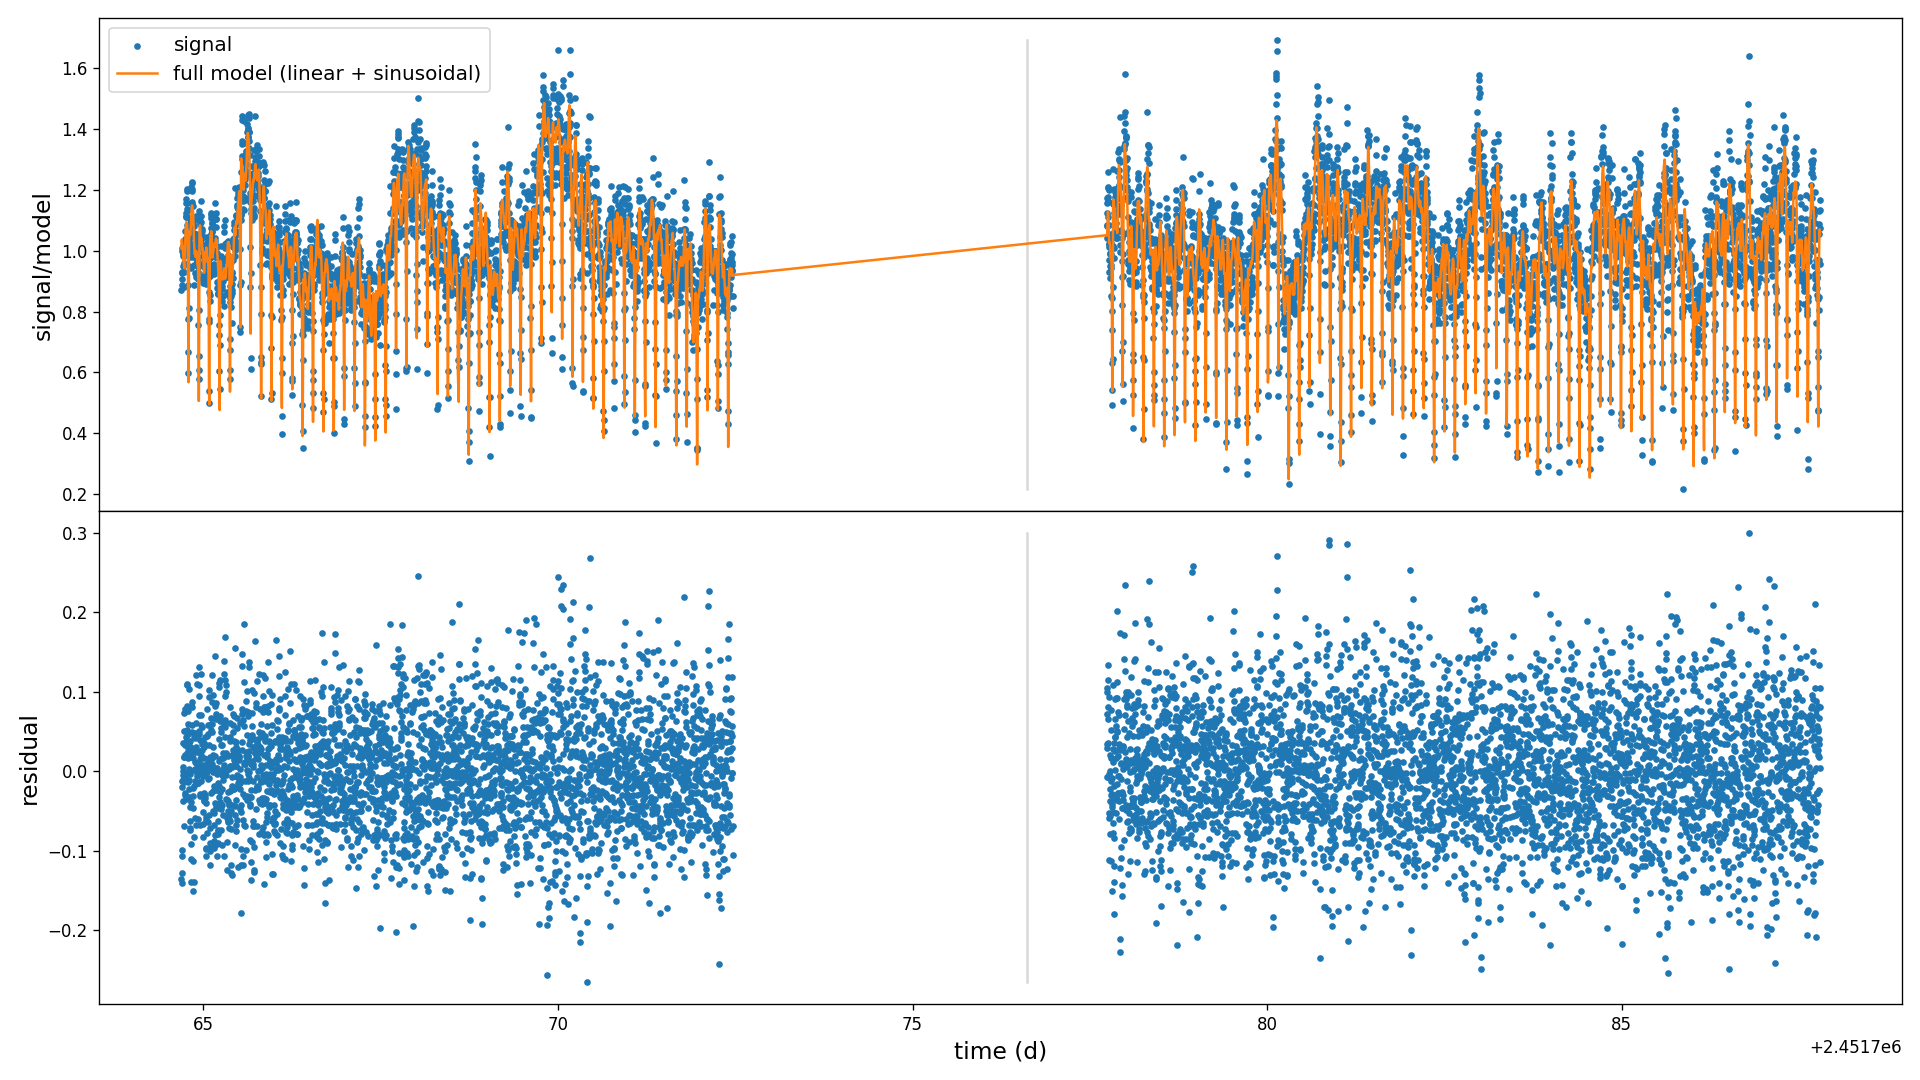 signal
full model (linear + sinusoidal)
signal/model
1.6
1.4
1.2
1.0
0.8
0.6
0.4
0.2
residual
0.3
0.2
0.1
0.0
−0.1
−0.2
65 70 75 80 85
time (d)
+2.4517e6